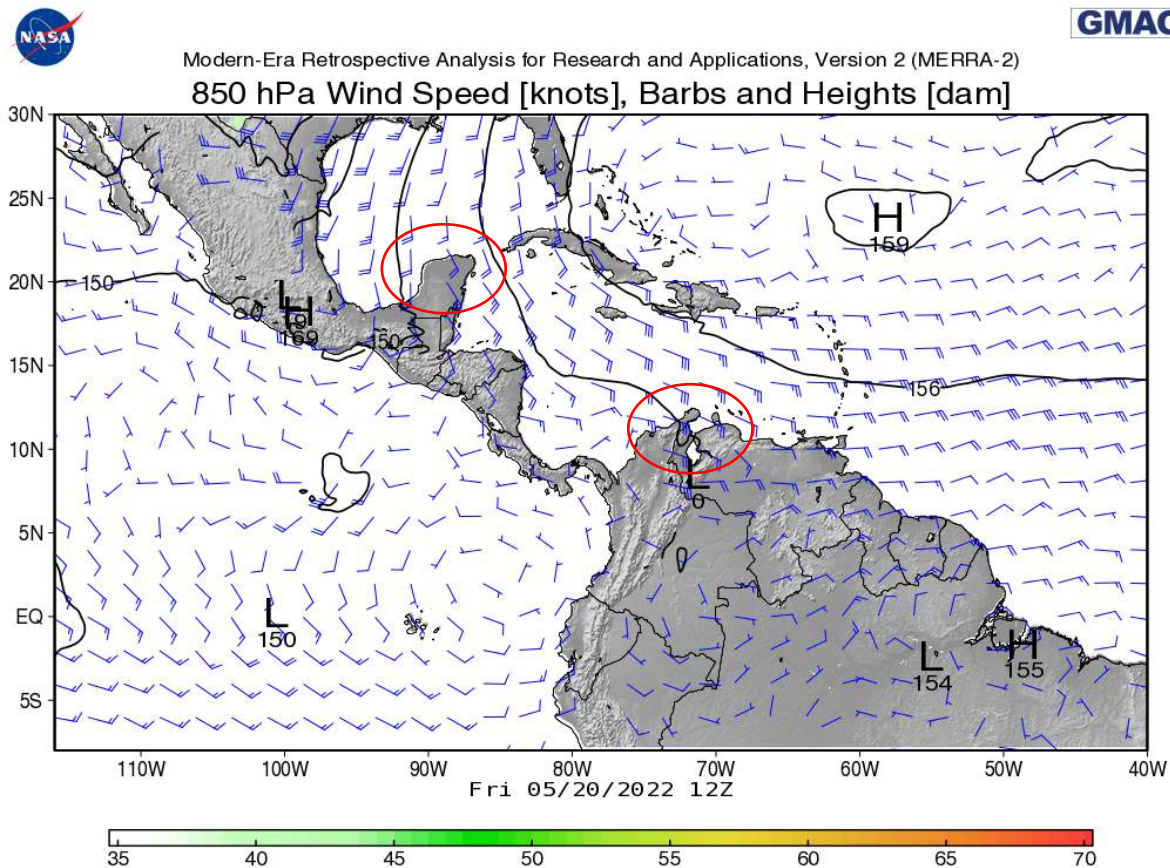 NASA
GMAO
Modern-Era Retrospective Analysis for Research and Applications, Version 2 (MERRA-2)
850 hPa Wind Speed [knots], Barbs and Heights [dam]
30N
25N
H
159
20N
150
L
H
169
150
15N
156
10N
L
0
5N
EQ
L
150
L
154
H
155
5S
110W 100W 90W 80W 70W 60W 50W 40W
Fri 05/20/2022 12Z
35 40 45 50 55 60 65 70